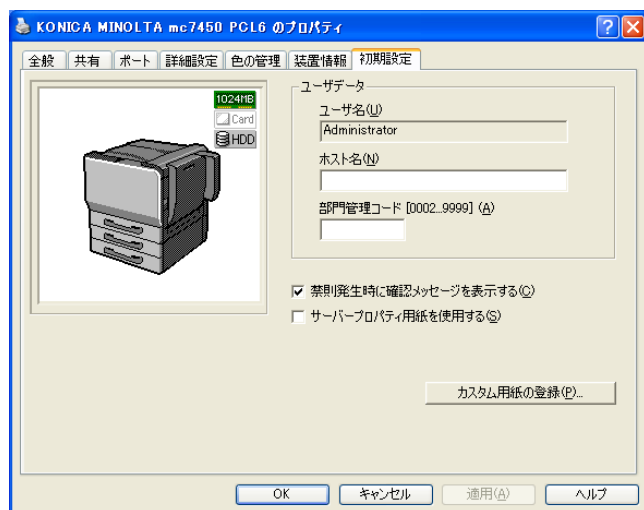 KONICA MINOLTA mc7450 PCL6 のプロパティ
全般 共有 ポート 詳細設定 色の管理 装置情報 初期設定
1024MB
Card
HDD
ユーザデータ
ユーザ名(U)
Administrator
ホスト名(N)
部門管理コード [0002...9999] (A)
禁則発生時に確認メッセージを表示する(C)
サーバープロパティ用紙を使用する(S)
カスタム用紙の登録(P)...
OK キャンセル 適用(A) ヘルプ